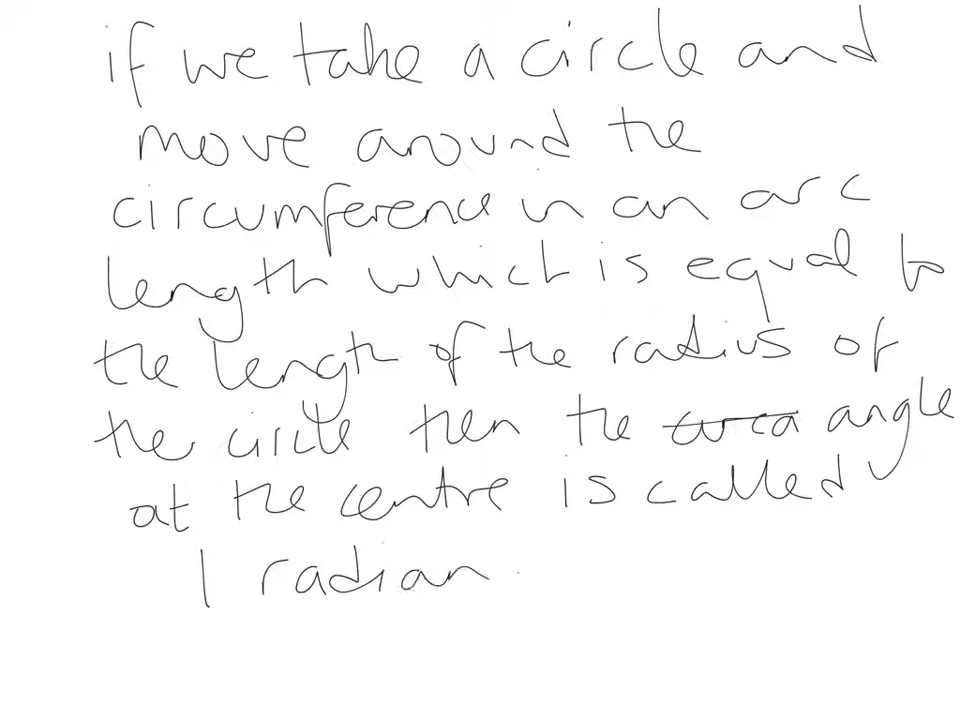 if we take a circle and
move around the
circumference in an arc
length which is equal to
the length of the radius of
the circle then the ~~area~~ angle
at the centre is called
1 radian